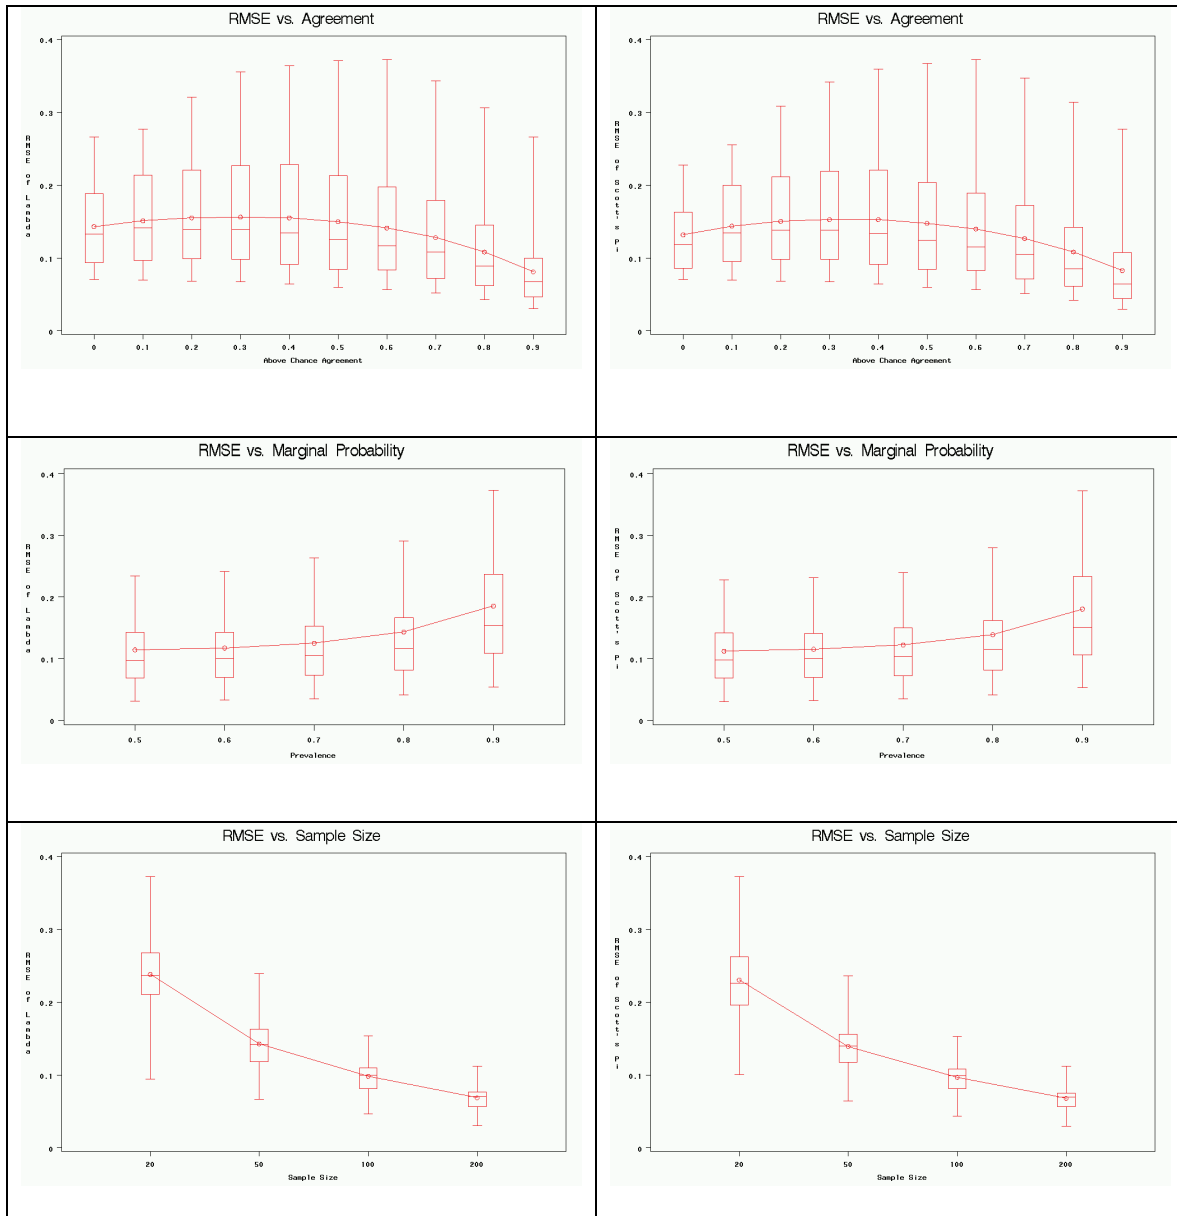 RMSE vs. Agreement
0.4
0.3
0.2
0.1
0
RMSE of Lambda
0 0.1 0.2 0.3 0.4 0.5 0.6 0.7 0.8 0.9
Above Chance Agreement
RMSE vs. Agreement
0.4
0.3
0.2
0.1
0
RMSE of Scott's Pi
0 0.1 0.2 0.3 0.4 0.5 0.6 0.7 0.8 0.9
Above Chance Agreement
RMSE vs. Marginal Probability
0.4
0.3
0.2
0.1
0
RMSE of Lambda
0.5 0.6 0.7 0.8 0.9
Prevalence
RMSE vs. Marginal Probability
0.4
0.3
0.2
0.1
0
RMSE of Scott's Pi
0.5 0.6 0.7 0.8 0.9
Prevalence
RMSE vs. Sample Size
0.4
0.3
0.2
0.1
0
RMSE of Lambda
20 50 100 200
Sample Size
RMSE vs. Sample Size
0.4
0.3
0.2
0.1
0
RMSE of Scott's Pi
20 50 100 200
Sample Size